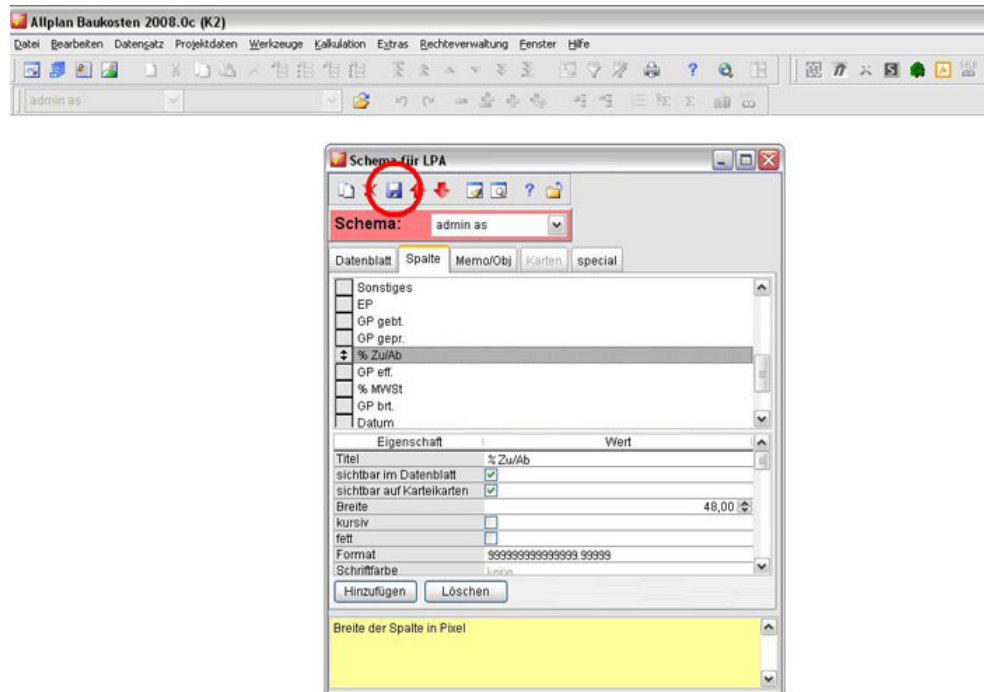 Allplan Baukosten 2008.0c (K2)
Datei Bearbeiten Datensatz Projektdaten Werkzeuge Kalkulation Extras Rechteverwaltung Fenster Hilfe
admin as
Schema für LPA
Schema: admin as
Datenblatt Spalte Memo/Obj Karten special
Sonstiges
EP
GP gebt.
GP gepr.
% Zu/Ab
GP eff.
% MWSt
GP brt.
Datum
Eigenschaft Wert
Titel % Zu/Ab
sichtbar im Datenblatt
sichtbar auf Karteikarten
Breite 48,00
kursiv
fett
Format
Schriftfarbe keine
Hinzufügen Löschen
Breite der Spalte in Pixel